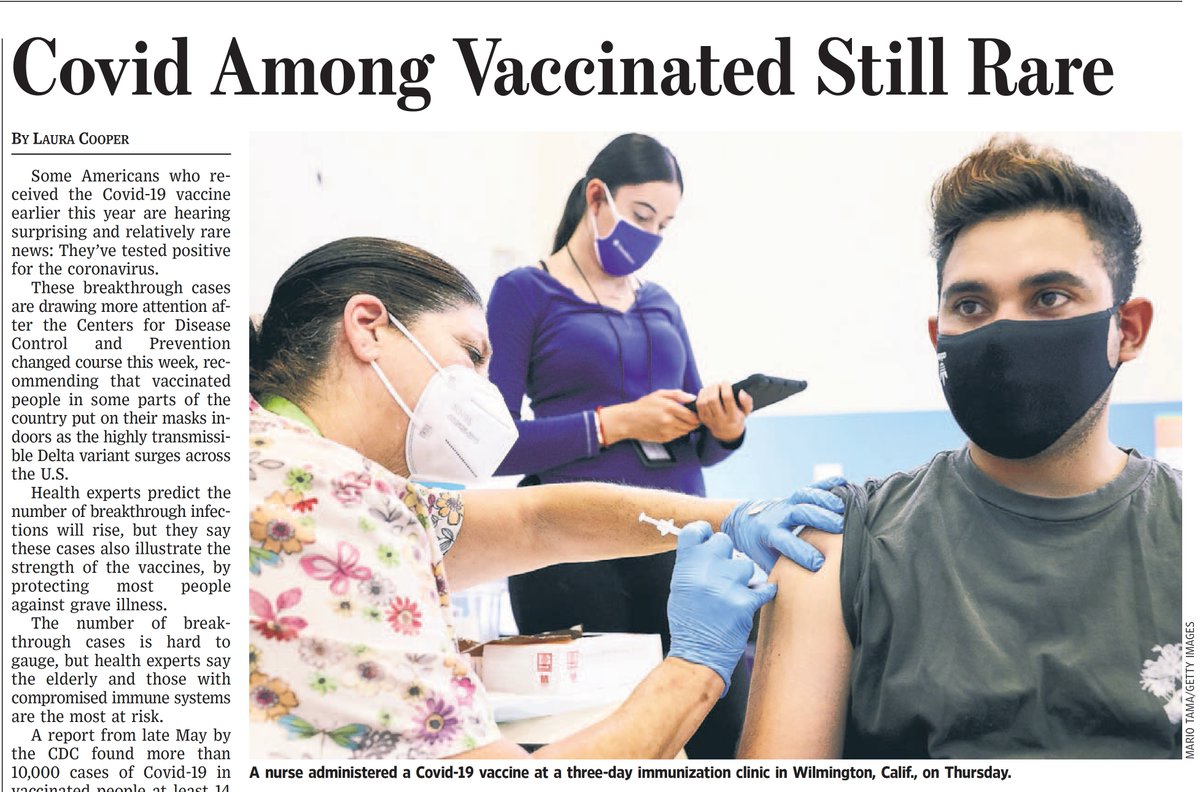 Covid Among Vaccinated Still Rare
BY LAURA COOPER
Some Americans who re-
ceived the Covid-19 vaccine
earlier this year are hearing
surprising and relatively rare
news: They’ve tested positive
for the coronavirus.
These breakthrough cases
are drawing more attention af-
ter the Centers for Disease
Control and Prevention
changed course this week, rec-
ommending that vaccinated
people in some parts of the
country put on their masks in-
doors as the highly transmissi-
ble Delta variant surges across
the U.S.
Health experts predict the
number of breakthrough infec-
tions will rise, but they say
these cases also illustrate the
strength of the vaccines, by
protecting most people
against grave illness.
The number of break-
through cases is hard to
gauge, but health experts say
the elderly and those with
compromised immune systems
are the most at risk.
A report from late May by
the CDC found more than
10,000 cases of Covid-19 in
vaccinated people at least 14
MARIO TAMA/GETTY IMAGES
A nurse administered a Covid-19 vaccine at a three-day immunization clinic in Wilmington, Calif., on Thursday.